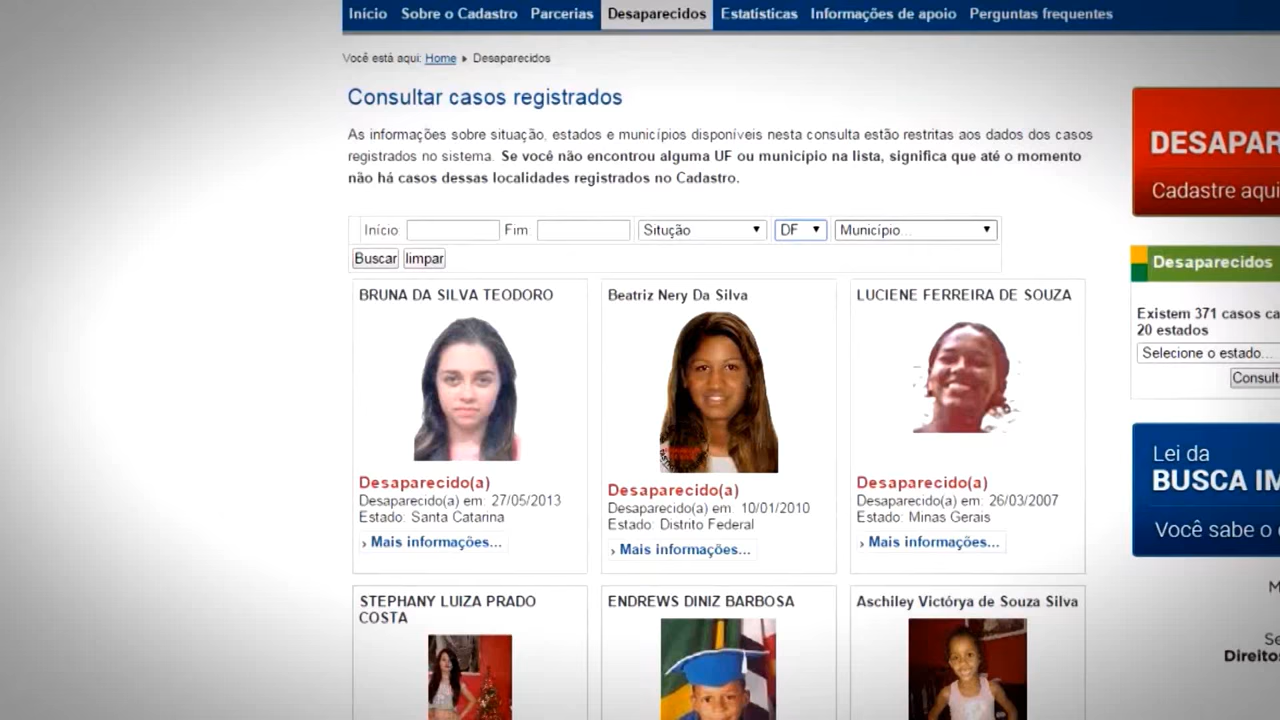 Início Sobre o Cadastro Parcerias Desaparecidos Estatísticas Informações de apoio Perguntas frequentes
Você está aqui: Home Desaparecidos
Consultar casos registrados
As informações sobre situação, estados e municípios disponíveis nesta consulta estão restritas aos dados dos casos
registrados no sistema. Se você não encontrou alguma UF ou município na lista, significa que até o momento
não há casos dessas localidades registrados no Cadastro.
Início Fim Situção DF Município...
Buscar limpar
BRUNA DA SILVA TEODORO
Desaparecido(a)
Desaparecido(a) em: 27/05/2013
Estado: Santa Catarina
› Mais informações...
Beatriz Nery Da Silva
Desaparecido(a)
Desaparecido(a) em: 10/01/2010
Estado: Distrito Federal
› Mais informações...
LUCIENE FERREIRA DE SOUZA
Desaparecido(a)
Desaparecido(a) em: 26/03/2007
Estado: Minas Gerais
› Mais informações...
STEPHANY LUIZA PRADO
COSTA
ENDREWS DINIZ BARBOSA
Aschiley Victórya de Souza Silva
DESAPAR
Cadastre aqui
Desaparecidos
Existem 371 casos ca
20 estados
Selecione o estado...
Consult
Lei da
BUSCA IM
Você sabe o
M
Se
Direitos